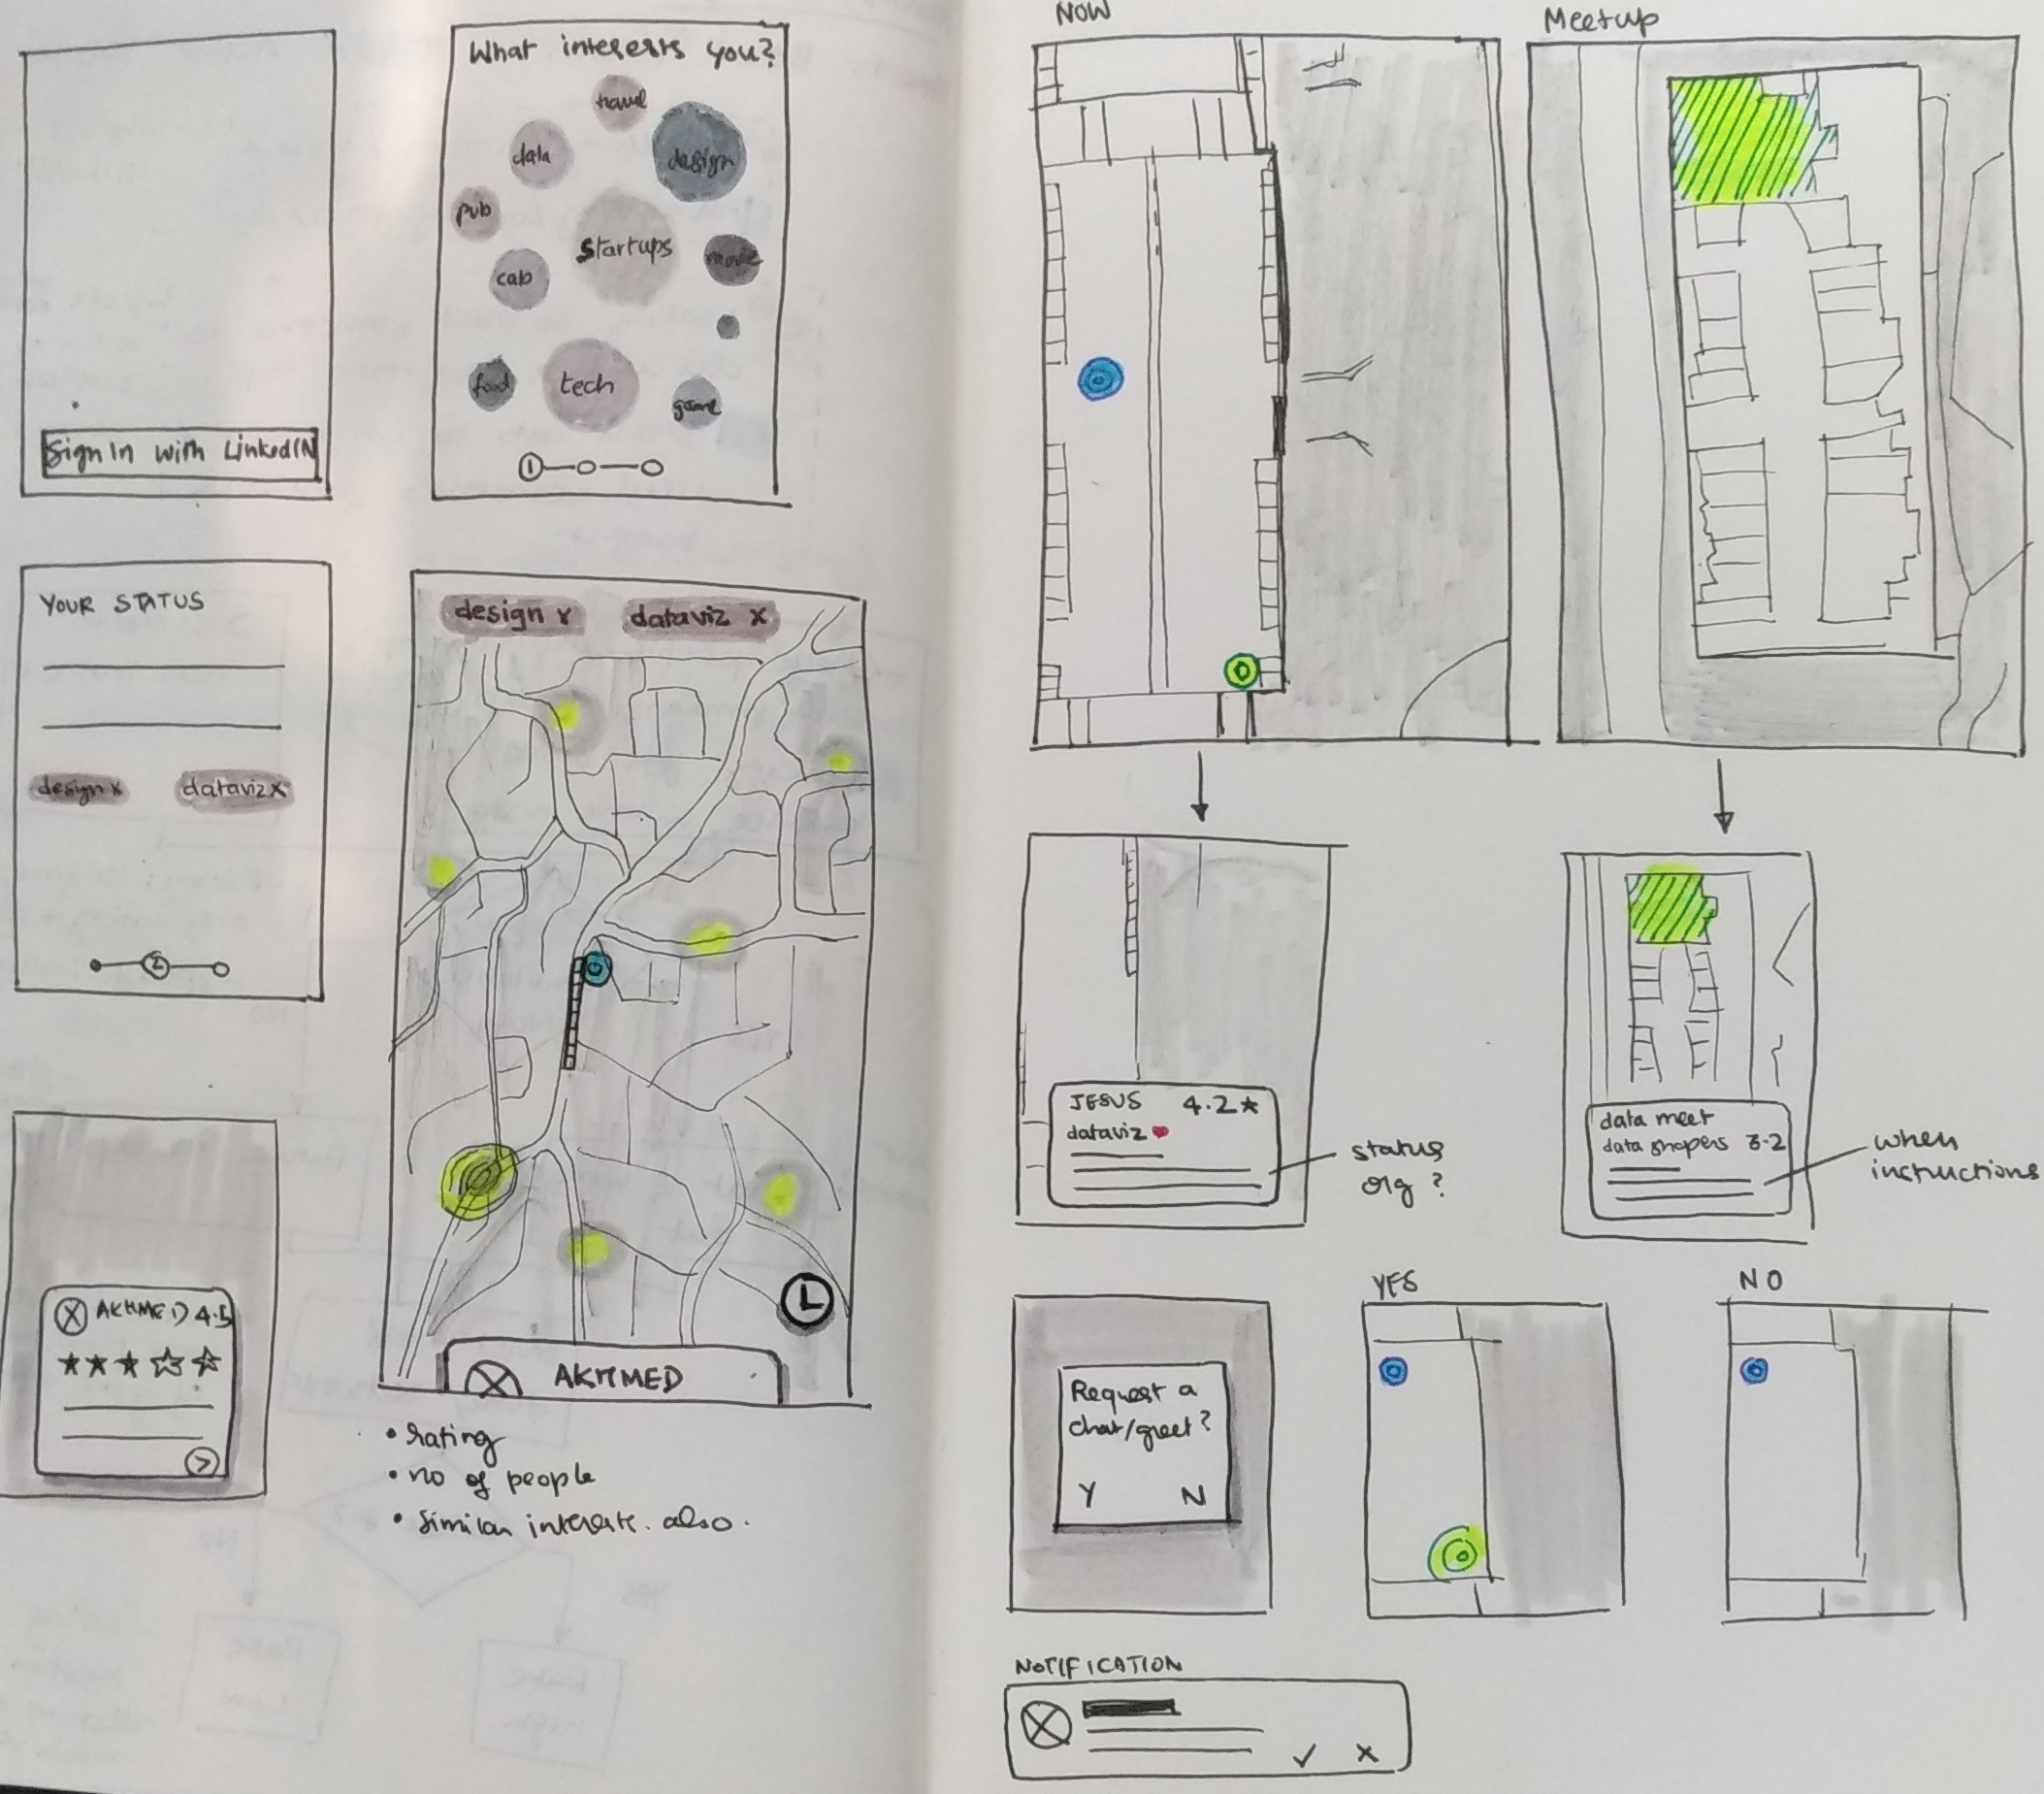 Sign In with LinkedIN
What interests you?
travel
data
design
pub
startups
cab
movie
food
tech
game
1
YOUR STATUS
design x
dataviz x
2
design x
dataviz x
AKHMED
• rating
• no of people
• similar interests. also.
AKHMED 4.5
NOW
Meetup
JESUS 4.2★
dataviz ♥
status
org ?
data meet
data shapers 3.2
when
instructions
Request a
chat/greet?
Y N
YES
NO
NOTIFICATION